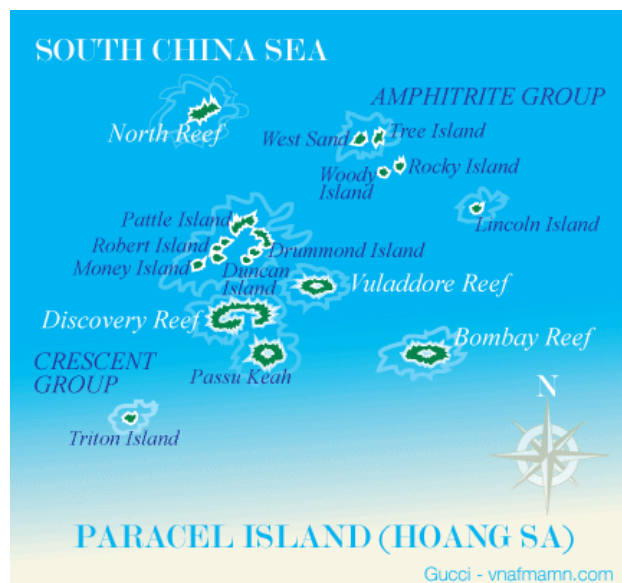 SOUTH CHINA SEA
AMPHITRITE GROUP
North Reef
West Sand
Tree Island
Woody
Island
Rocky Island
Lincoln Island
Pattle Island
Robert Island
Drummond Island
Money Island
Duncan
Island
Vuladdore Reef
Discovery Reef
Bombay Reef
CRESCENT
GROUP
Passu Keah
N
Triton Island
PARACEL ISLAND (HOANG SA)
Gucci - vnafmamn.com